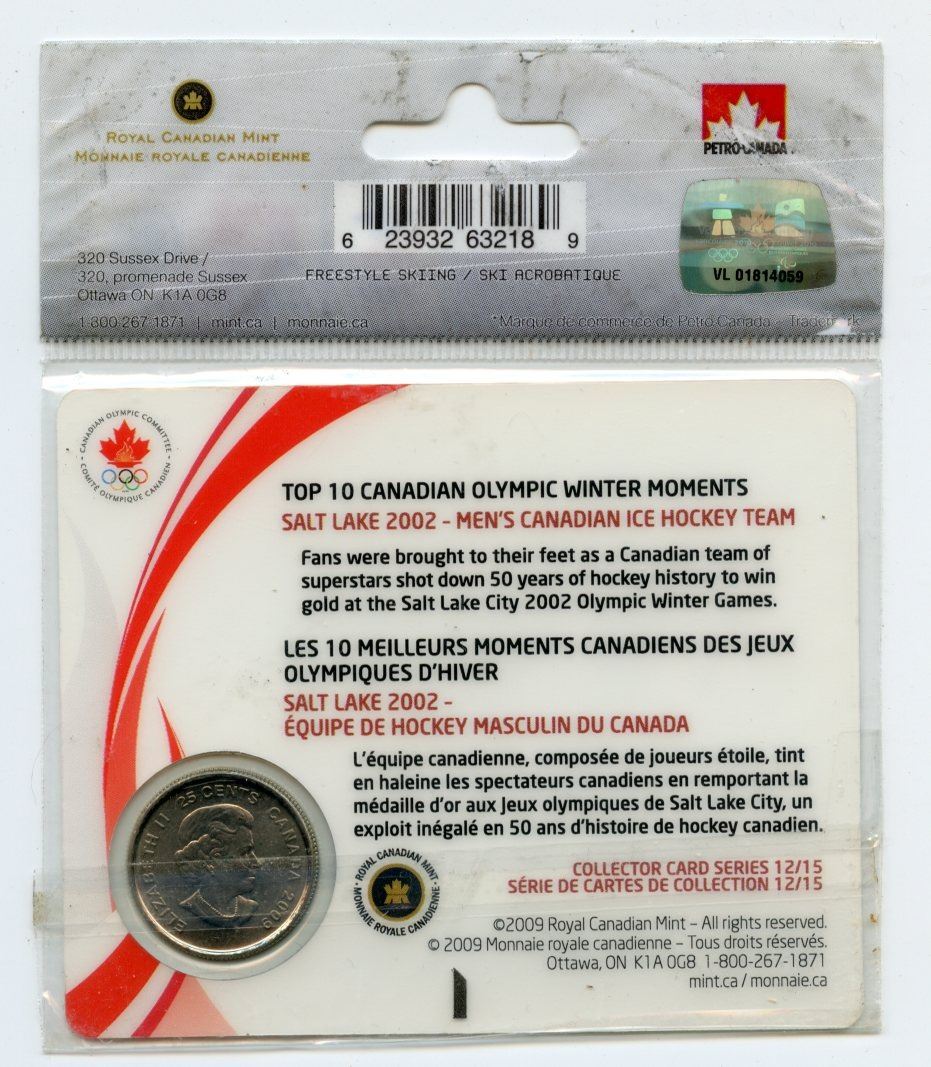 ROYAL CANADIAN MINT
MONNAIE ROYALE CANADIENNE
PETRO-CANADA
6 23932 63218 9
320 Sussex Drive /
320, promenade Sussex
Ottawa ON K1A 0G8
FREESTYLE SKIING / SKI ACROBATIQUE
VL 01814059
1-800-267-1871 | mint.ca | monnaie.ca
*Marque de commerce de Petro-Canada - Trademark
CANADIAN OLYMPIC COMMITTEE
COMITÉ OLYMPIQUE CANADIEN
TOP 10 CANADIAN OLYMPIC WINTER MOMENTS
SALT LAKE 2002 – MEN'S CANADIAN ICE HOCKEY TEAM
Fans were brought to their feet as a Canadian team of
superstars shot down 50 years of hockey history to win
gold at the Salt Lake City 2002 Olympic Winter Games.
LES 10 MEILLEURS MOMENTS CANADIENS DES JEUX
OLYMPIQUES D'HIVER
SALT LAKE 2002 –
ÉQUIPE DE HOCKEY MASCULIN DU CANADA
L'équipe canadienne, composée de joueurs étoile, tint
en haleine les spectateurs canadiens en remportant la
médaille d'or aux Jeux olympiques de Salt Lake City, un
exploit inégalé en 50 ans d'histoire de hockey canadien.
ELIZABETH II 25 CENTS CANADA 2009
ROYAL CANADIAN MINT
MONNAIE ROYALE CANADIENNE
COLLECTOR CARD SERIES 12/15
SÉRIE DE CARTES DE COLLECTION 12/15
©2009 Royal Canadian Mint – All rights reserved.
© 2009 Monnaie royale canadienne – Tous droits réservés.
Ottawa, ON K1A 0G8 1-800-267-1871
mint.ca / monnaie.ca